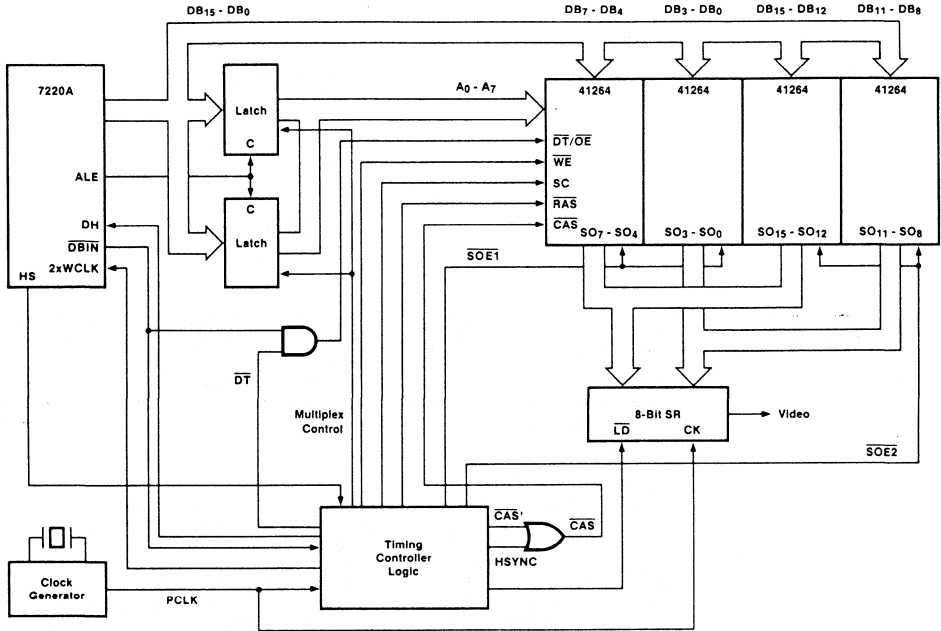 DB15 - DB0
DB7 - DB4
DB3 - DB0
DB15 - DB12
DB11 - DB8
7220A
ALE
DH
DBIN
2xWCLK
HS
Latch
C
C
Latch
A0 - A7
41264
41264
41264
41264
DT/OE
WE
SC
RAS
CAS
SO7 - SO4
SO3 - SO0
SO15 - SO12
SO11 - SO8
SOE1
DT
Multiplex
Control
8-Bit SR
LD
CK
Video
SOE2
CAS'
CAS
HSYNC
Timing
Controller
Logic
Clock
Generator
PCLK